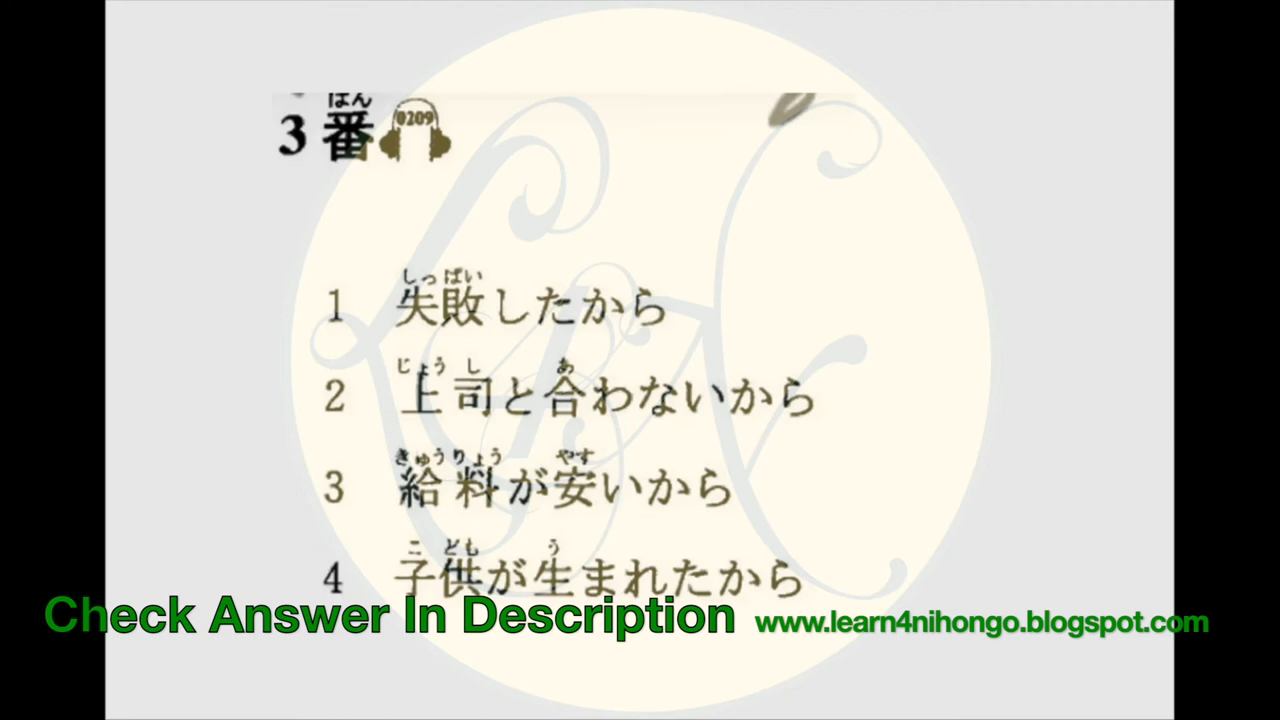 ばん
3番 0209
しっぱい
1 失敗したから
じょうし あ
2 上司と合わないから
きゅうりょう やす
3 給料が安いから
こども う
4 子供が生まれたから
Check Answer In Description www.learn4nihongo.blogspot.com